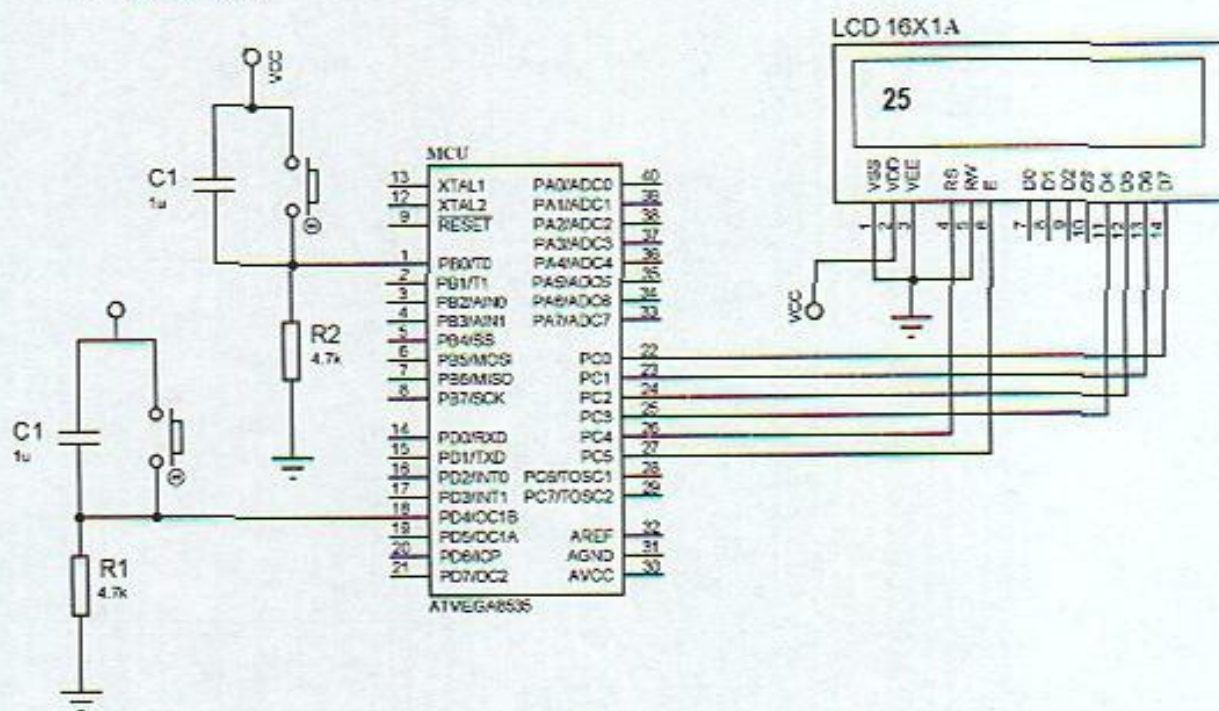 LCD 16X1A
25
VSS
VDD
VEE
RS
RW
E
D0
D1
D2
D3
D4
D5
D6
D7
1
2
3
4
5
6
7
8
9
10
11
12
13
14
VCC
VCC
C1
1u
R2
4.7k
C1
1u
R1
4.7k
MCU
13 XTAL1
12 XTAL2
9 RESET
1 PB0/T0
2 PB1/T1
3 PB2/AIN0
4 PB3/AIN1
5 PB4/SS
6 PB5/MOSI
7 PB6/MISO
8 PB7/SCK
14 PD0/RXD
15 PD1/TXD
16 PD2/INT0
17 PD3/INT1
18 PD4/OC1B
19 PD5/OC1A
20 PD6/ICP
21 PD7/OC2
PA0/ADC0 40
PA1/ADC1 39
PA2/ADC2 38
PA3/ADC3 37
PA4/ADC4 36
PA5/ADC5 35
PA6/ADC6 34
PA7/ADC7 33
PC0 22
PC1 23
PC2 24
PC3 25
PC4 26
PC5 27
PC6/TOSC1 28
PC7/TOSC2 29
AREF 32
AGND 31
AVCC 30
ATMEGA8535